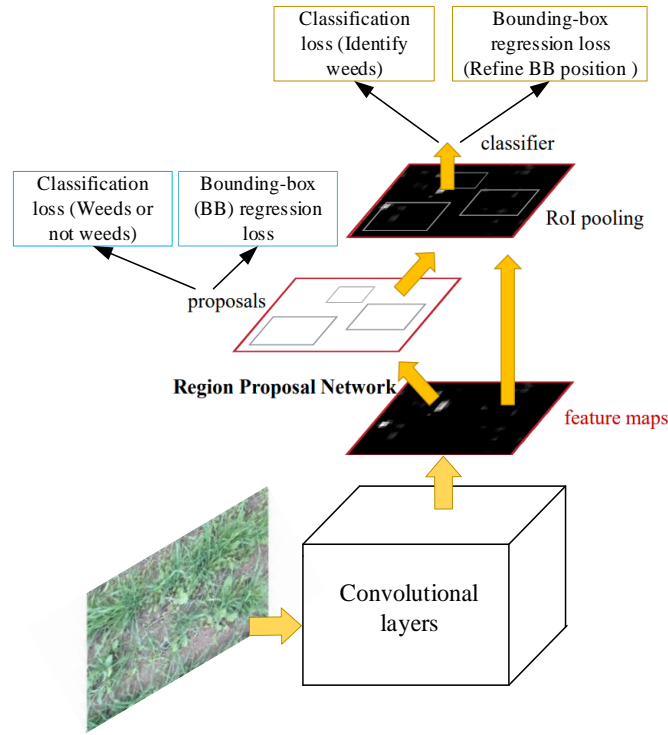 Classification
loss (Identify
weeds)
Bounding-box
regression loss
(Refine BB position )
classifier
Classification
loss (Weeds or
not weeds)
Bounding-box
(BB) regression
loss
RoI pooling
proposals
Region Proposal Network
feature maps
Convolutional
layers